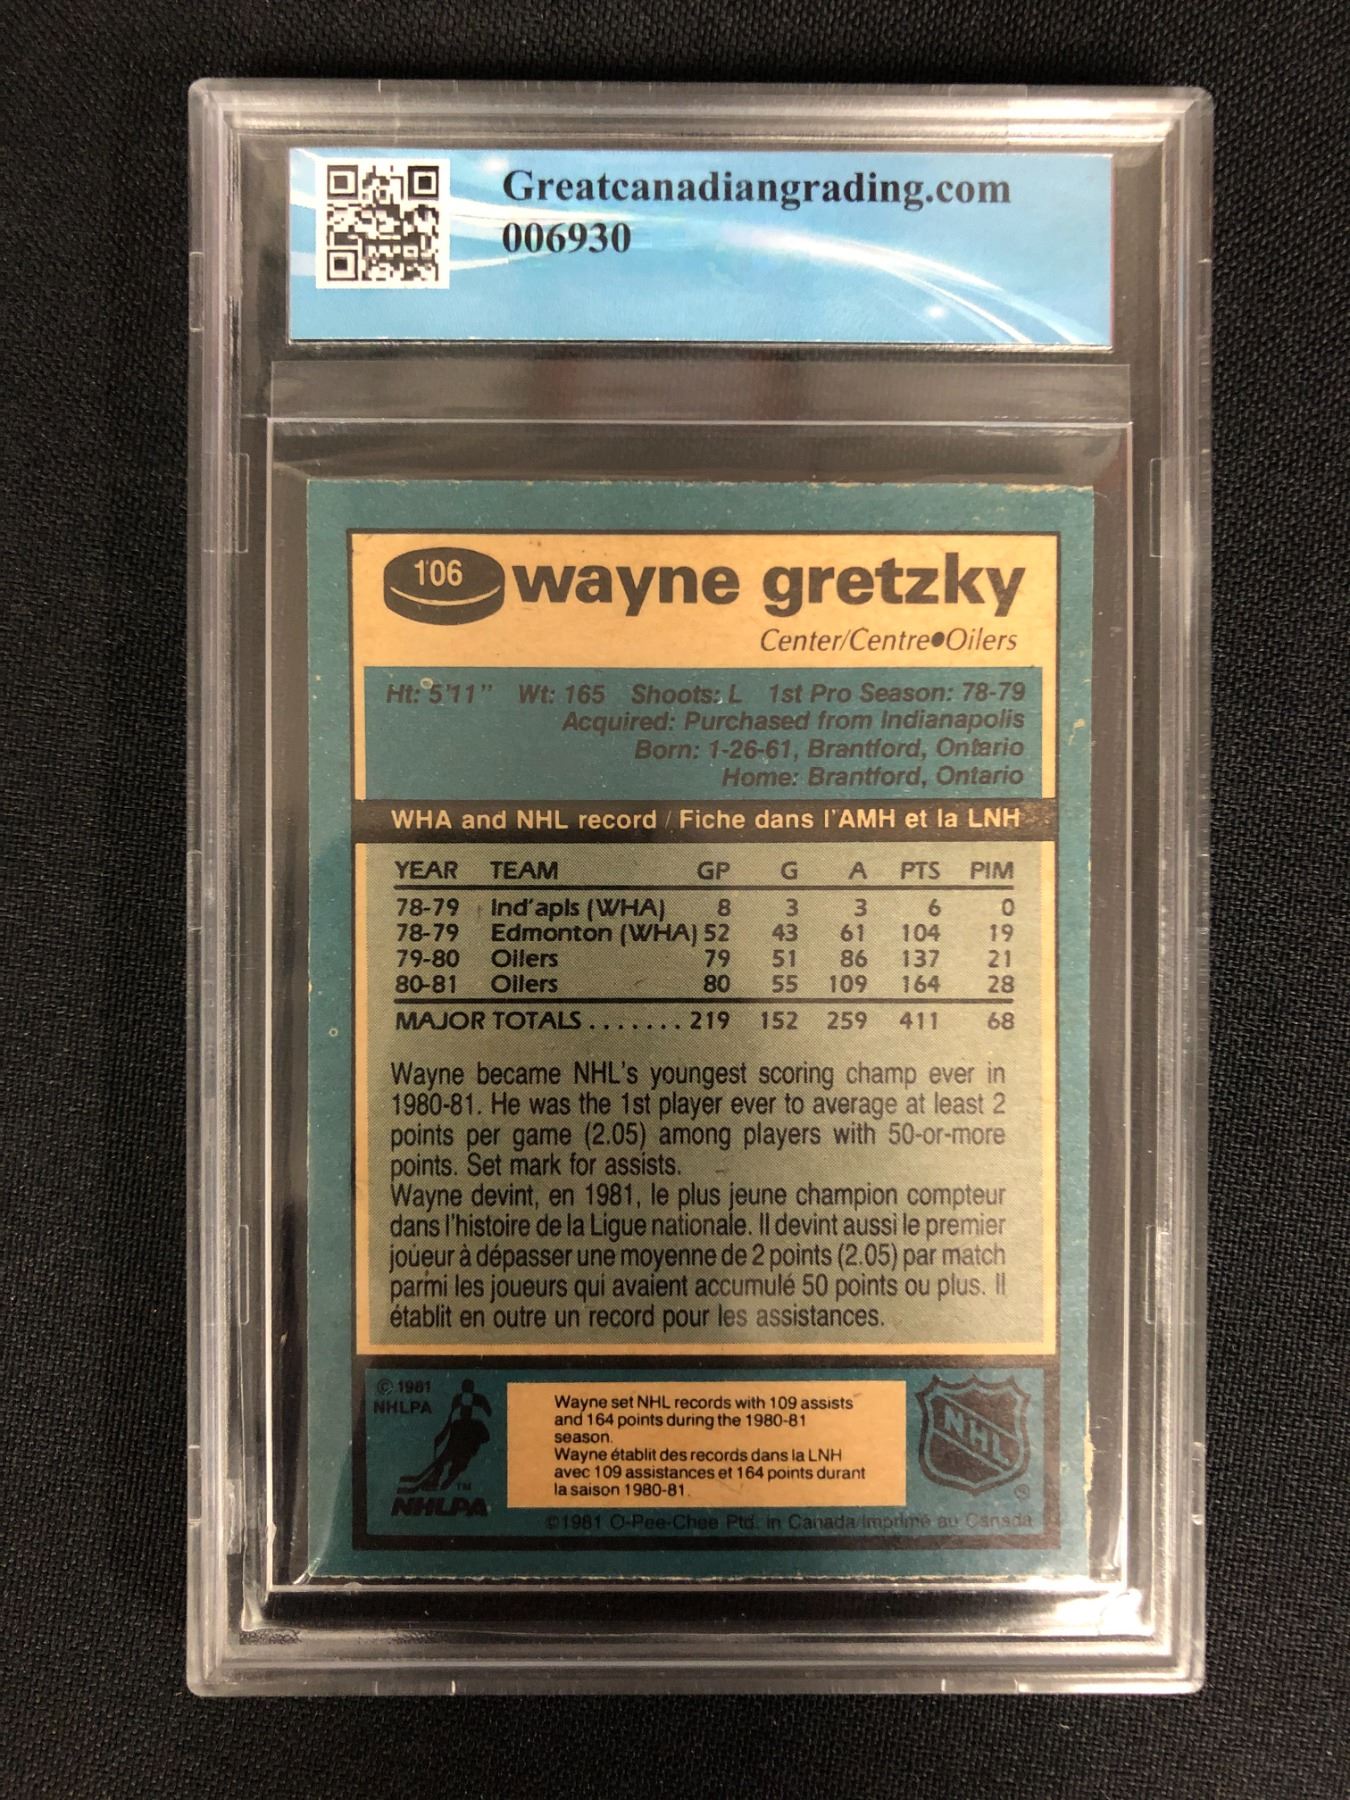 Greatcanadiangrading.com
006930
106 wayne gretzky
Center/Centre●Oilers
Ht: 5'11" Wt: 165 Shoots: L 1st Pro Season: 78-79
Acquired: Purchased from Indianapolis
Born: 1-26-61, Brantford, Ontario
Home: Brantford, Ontario
WHA and NHL record / Fiche dans l'AMH et la LNH
YEAR TEAM GP G A PTS PIM
78-79 Ind'apls (WHA) 8 3 3 6 0
78-79 Edmonton (WHA) 52 43 61 104 19
79-80 Oilers 79 51 86 137 21
80-81 Oilers 80 55 109 164 28
MAJOR TOTALS ....... 219 152 259 411 68
Wayne became NHL's youngest scoring champ ever in
1980-81. He was the 1st player ever to average at least 2
points per game (2.05) among players with 50-or-more
points. Set mark for assists.
Wayne devint, en 1981, le plus jeune champion compteur
dans l'histoire de la Ligue nationale. Il devint aussi le premier
joueur à dépasser une moyenne de 2 points (2.05) par match
parmi les joueurs qui avaient accumulé 50 points ou plus. Il
établit en outre un record pour les assistances.
© 1981
NHLPA
™
NHLPA
Wayne set NHL records with 109 assists
and 164 points during the 1980-81
season.
Wayne établit des records dans la LNH
avec 109 assistances et 164 points durant
la saison 1980-81.
NHL
®
©1981 O-Pee-Chee Ptd. in Canada/Imprimé au Canada